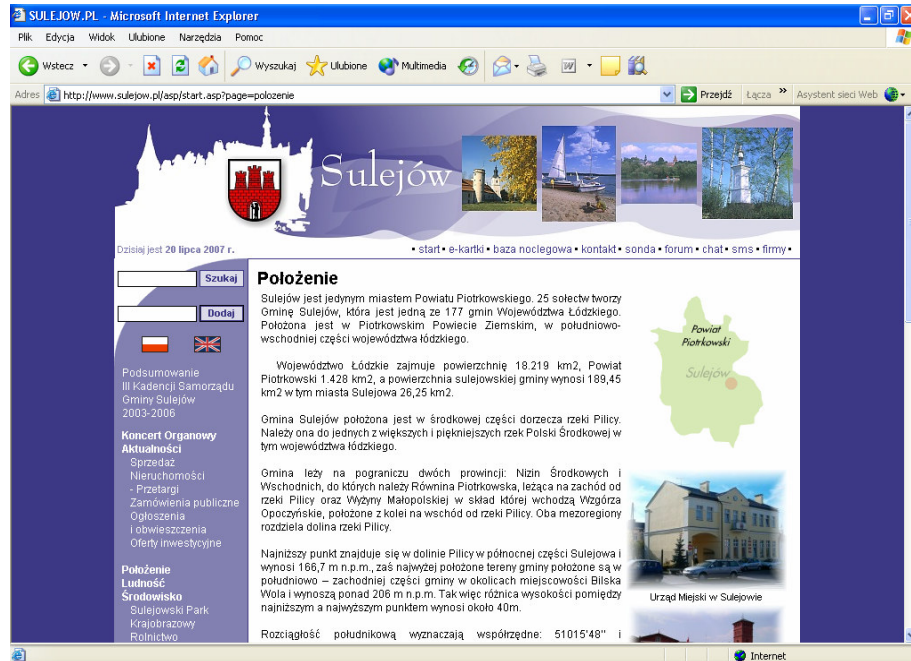 SULEJOW.PL - Microsoft Internet Explorer
Plik Edycja Widok Ulubione Narzędzia Pomoc
Wstecz Wyszukaj Ulubione Multimedia
Adres http://www.sulejow.pl/asp/start.asp?page=polozenie Przejdź Łącza » Asystent sieci Web
Sulejów
Dzisiaj jest 20 lipca 2007 r.
• start • e-kartki • baza noclegowa • kontakt • sonda • forum • chat • sms • firmy •
Szukaj
Dodaj
Podsumowanie
III Kadencji Samorządu
Gminy Sulejów
2003-2006
Koncert Organowy
Aktualności
Sprzedaż
Nieruchomości
- Przetargi
Zamówienia publiczne
Ogłoszenia
i obwieszczenia
Oferty inwestycyjne
Położenie
Ludność
Środowisko
Sulejowski Park
Krajobrazowy
Rolnictwo
Położenie
Sulejów jest jedynym miastem Powiatu Piotrkowskiego. 25 sołectw tworzy
Gminę Sulejów, która jest jedną ze 177 gmin Województwa Łódzkiego.
Położona jest w Piotrkowskim Powiecie Ziemskim, w południowo-
wschodniej części województwa łódzkiego.
Województwo Łódzkie zajmuje powierzchnię 18.219 km2, Powiat
Piotrkowski 1.428 km2, a powierzchnia sulejowskiej gminy wynosi 189,45
km2 w tym miasta Sulejowa 26,25 km2.
Gmina Sulejów położona jest w środkowej części dorzecza rzeki Pilicy.
Należy ona do jednych z większych i piękniejszych rzek Polski Środkowej w
tym województwa łódzkiego.
Gmina leży na pograniczu dwóch prowincji: Nizin Środkowych i
Wschodnich, do których należy Równina Piotrkowska, leżąca na zachód od
rzeki Pilicy oraz Wyżyny Małopolskiej w skład której wchodzą Wzgórza
Opoczyńskie, położone z kolei na wschód od rzeki Pilicy. Oba mezoregiony
rozdziela dolina rzeki Pilicy.
Najniższy punkt znajduje się w dolinie Pilicy w północnej części Sulejowa i
wynosi 166,7 m n.p.m., zaś najwyżej położone tereny gminy położone są w
południowo – zachodniej części gminy w okolicach miejscowości Bilska
Wola i wynoszą ponad 206 m n.p.m. Tak więc różnica wysokości pomiędzy
najniższym a najwyższym punktem wynosi około 40m.
Rozciągłość południkową wyznaczają współrzędne: 51015'48" i
Powiat
Piotrkowski
Sulejów
Urząd Miejski w Sulejowie
Internet